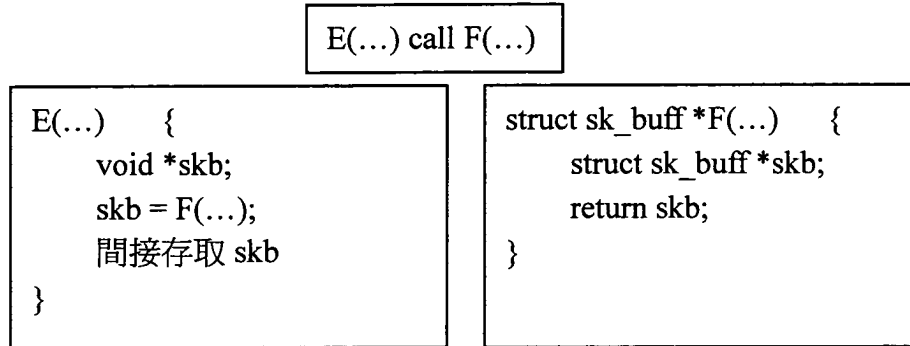 E(…) call F(…)
E(…) {
void *skb;
skb = F(…);
間接存取 skb
}
struct sk_buff *F(…) {
struct sk_buff *skb;
return skb;
}